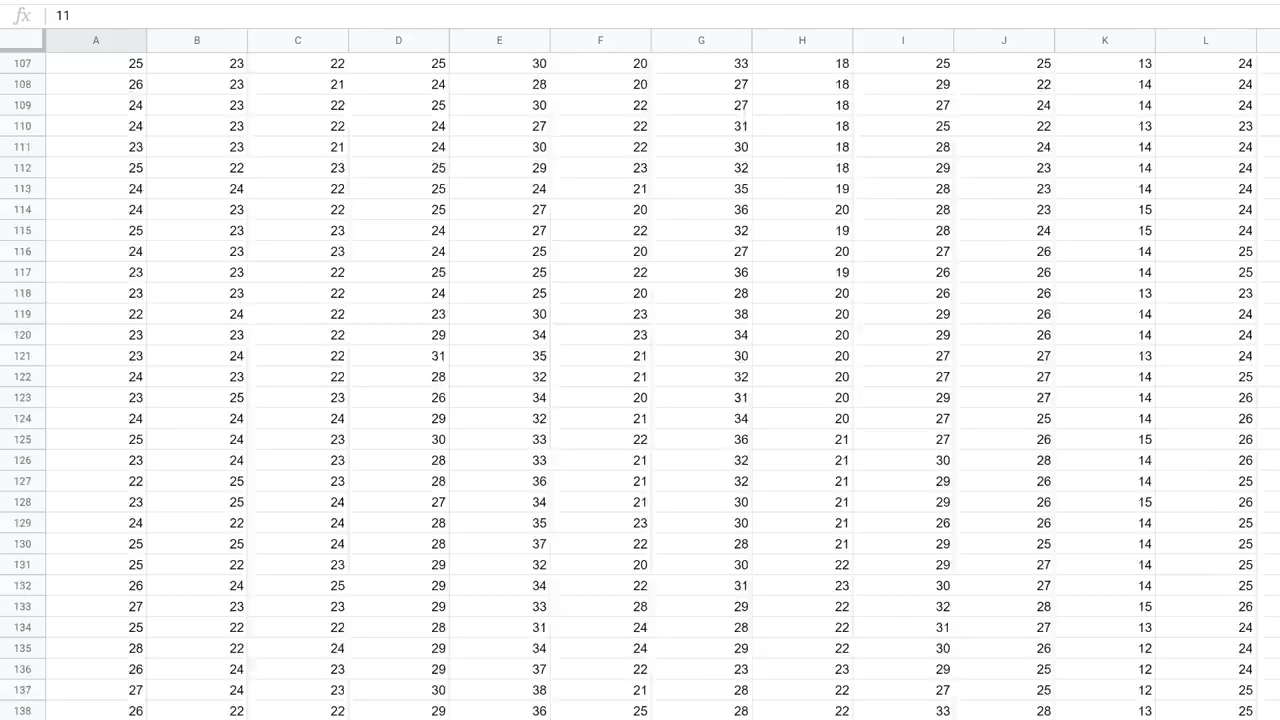 fx 11
A B C D E F G H I J K L
107 25 23 22 25 30 20 33 18 25 25 13 24
108 26 23 21 24 28 20 27 18 29 22 14 24
109 24 23 22 25 30 22 27 18 27 24 14 24
110 24 23 22 24 27 22 31 18 25 22 13 23
111 23 23 21 24 30 22 30 18 28 24 14 24
112 25 22 23 25 29 23 32 18 29 23 14 24
113 24 24 22 25 24 21 35 19 28 23 14 24
114 24 23 22 25 27 20 36 20 28 23 15 24
115 25 23 23 24 27 22 32 19 28 24 15 24
116 24 23 23 24 25 20 27 20 27 26 14 25
117 23 23 22 25 25 22 36 19 26 26 14 25
118 23 23 22 24 25 20 28 20 26 26 13 23
119 22 24 22 23 30 23 38 20 29 26 14 24
120 23 23 22 29 34 23 34 20 29 26 14 24
121 23 24 22 31 35 21 30 20 27 27 13 24
122 24 23 22 28 32 21 32 20 27 27 14 25
123 23 25 23 26 34 20 31 20 29 27 14 26
124 24 24 24 29 32 21 34 20 27 25 14 26
125 25 24 23 30 33 22 36 21 27 26 15 26
126 23 24 23 28 33 21 32 21 30 28 14 26
127 22 25 23 28 36 21 32 21 29 26 14 25
128 23 25 24 27 34 21 30 21 29 26 15 26
129 24 22 24 28 35 23 30 21 26 26 14 25
130 25 25 24 28 37 22 28 21 29 25 14 25
131 25 22 23 29 32 20 30 22 29 27 14 25
132 26 24 25 29 34 22 31 23 30 27 14 25
133 27 23 23 29 33 28 29 22 32 28 15 26
134 25 22 22 28 31 24 28 22 31 27 13 24
135 28 22 24 29 34 24 29 22 30 26 12 24
136 26 24 23 29 37 22 23 23 29 25 12 24
137 27 24 23 30 38 21 28 22 27 25 12 25
138 26 22 22 29 36 25 28 22 33 28 13 25